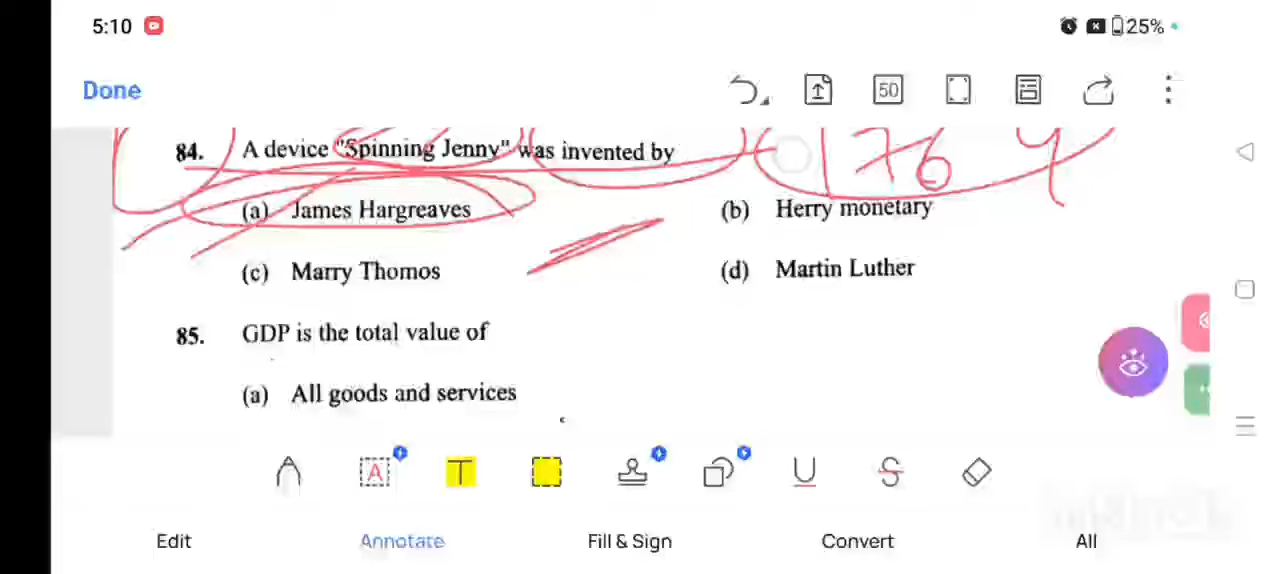 5:10 25%
Done 50
84. A device "Spinning Jenny" was invented by 1764
(a) James Hargreaves (b) Herry monetary
(c) Marry Thomos (d) Martin Luther
85. GDP is the total value of
(a) All goods and services
A T U S
Edit Annotate Fill & Sign Convert All